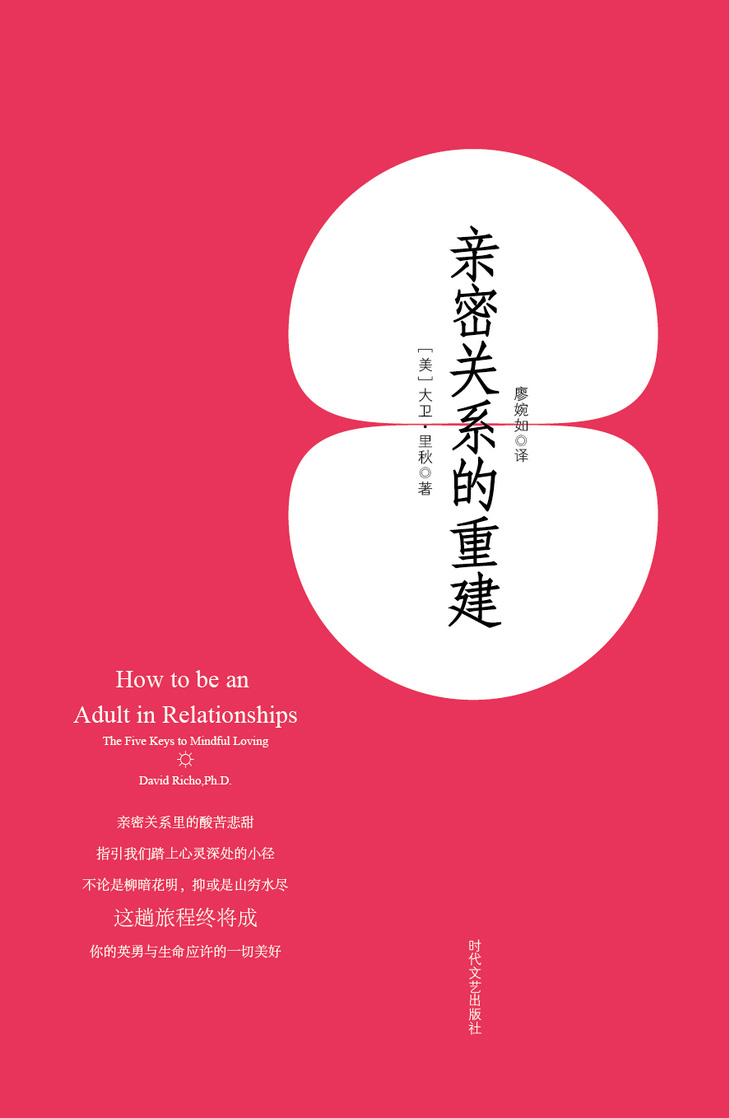 亲密关系的重建
[美]大卫·里秋◎著
廖婉如◎译
How to be an
Adult in Relationships
The Five Keys to Mindful Loving
David Richo,Ph.D.
亲密关系里的酸苦悲甜
指引我们踏上心灵深处的小径
不论是柳暗花明，抑或是山穷水尽
这趟旅程终将成
你的英勇与生命应许的一切美好
时代文艺出版社